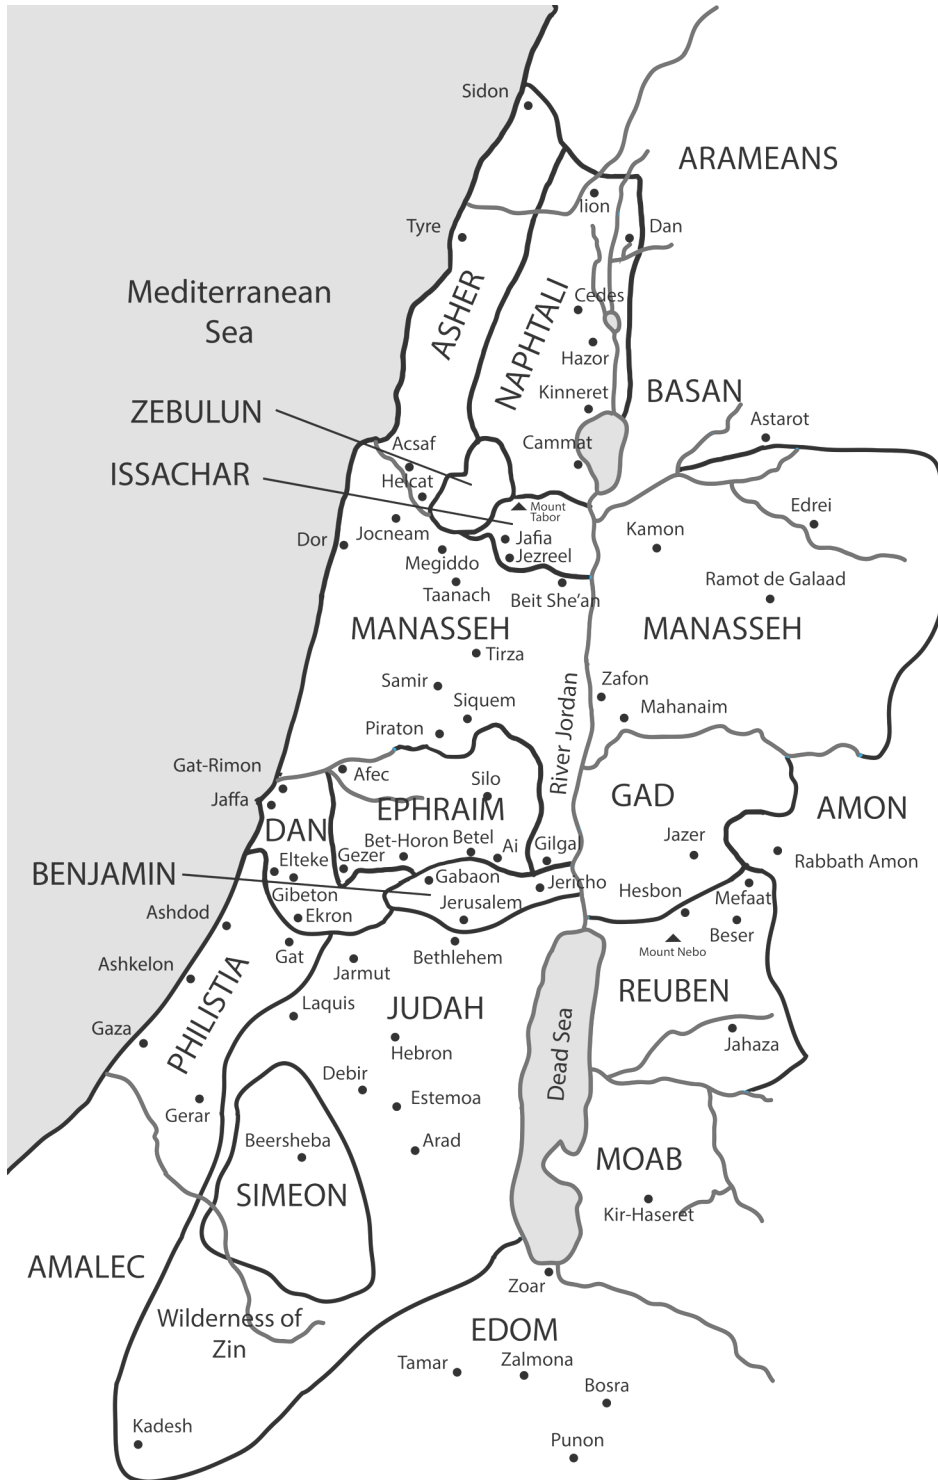 Sidon
ARAMEANS
Iion
Tyre
Dan
Mediterranean
Sea
ASHER
NAPHTALI
Cedes
Hazor
Kinneret
BASAN
ZEBULUN
Astarot
Acsaf
Cammat
ISSACHAR
Helcat
Mount
Tabor
Edrei
Jocneam
Kamon
Dor
Jafia
Jezreel
Megiddo
Ramot de Galaad
Taanach
Beit She'an
MANASSEH
MANASSEH
Tirza
Samir
Zafon
Siquem
Mahanaim
Piraton
River Jordan
Gat-Rimon
Afec
Silo
Jaffa
EPHRAIM
GAD
AMON
DAN
Bet-Horon
Betel
Ai
Gilgal
Jazer
Elteke
Gezer
Rabbath Amon
BENJAMIN
Gabaon
Jericho
Hesbon
Mefaat
Gibeton
Jerusalem
Ashdod
Ekron
Beser
Gat
Bethlehem
Mount Nebo
Ashkelon
Jarmut
PHILISTIA
Laquis
JUDAH
REUBEN
Gaza
Dead Sea
Jahaza
Hebron
Debir
Estemoa
Gerar
Beersheba
Arad
MOAB
SIMEON
Kir-Haseret
AMALEC
Zoar
Wilderness of
Zin
EDOM
Tamar
Zalmona
Bosra
Kadesh
Punon